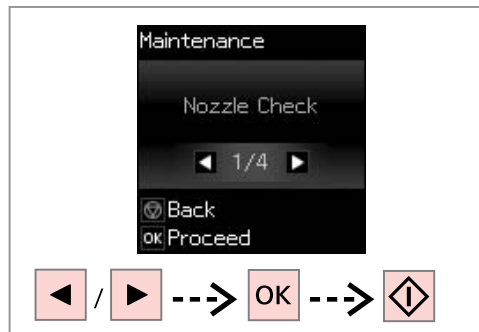 Maintenance
Nozzle Check
1/4
Back
OK Proceed
/ OK